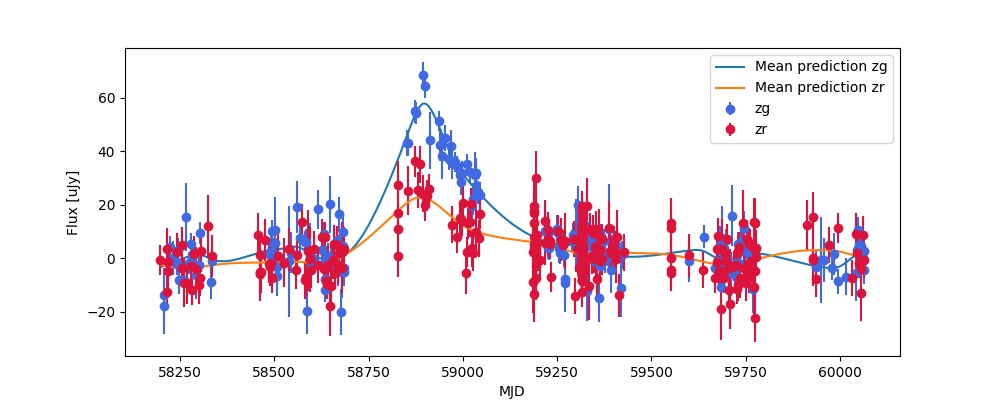 Mean prediction zg
Mean prediction zr
zg
zr
Flux [uJy]
60
40
20
0
−20
58250 58500 58750 59000 59250 59500 59750 60000
MJD